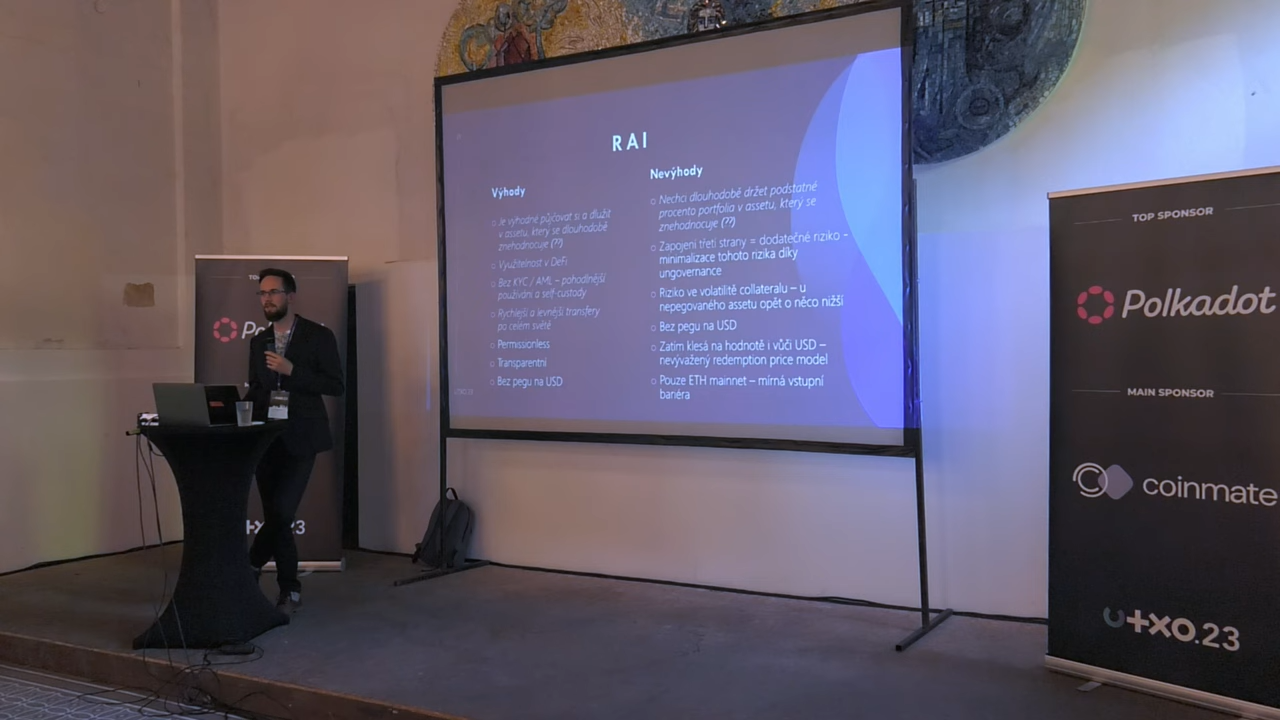 RAI
Výhody
Je výhodné půjčovat si a dlužit
v assetu, který se dlouhodobě
znehodnocuje (??)
Využitelnost v DeFi
Bez KYC / AML – pohodlnější
používání a self-custody
Rychlejší a levnější transfery
po celém světě
Permissionless
Transparentní
Bez pegu na USD
Nevýhody
Nechci dlouhodobě držet podstatné
procento portfolia v assetu, který se
znehodnocuje (??)
Zapojení třetí strany = dodatečné riziko -
minimalizace tohoto rizika díky
ungovernance
Riziko ve volatilitě collateralu – u
nepegovaného assetu opět o něco nižší
Bez pegu na USD
Zatím klesá na hodnotě i vůči USD –
nevývažený redemption price model
Pouze ETH mainnet – mírná vstupní
bariéra
TOP SPONSOR
Polkadot
MAIN SPONSOR
coinmate
utxo.23